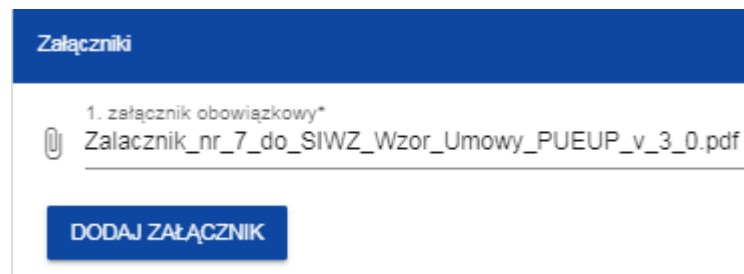 Załączniki
1. załącznik obowiązkowy*
Zalacznik_nr_7_do_SIWZ_Wzor_Umowy_PUEUP_v_3_0.pdf
DODAJ ZAŁĄCZNIK